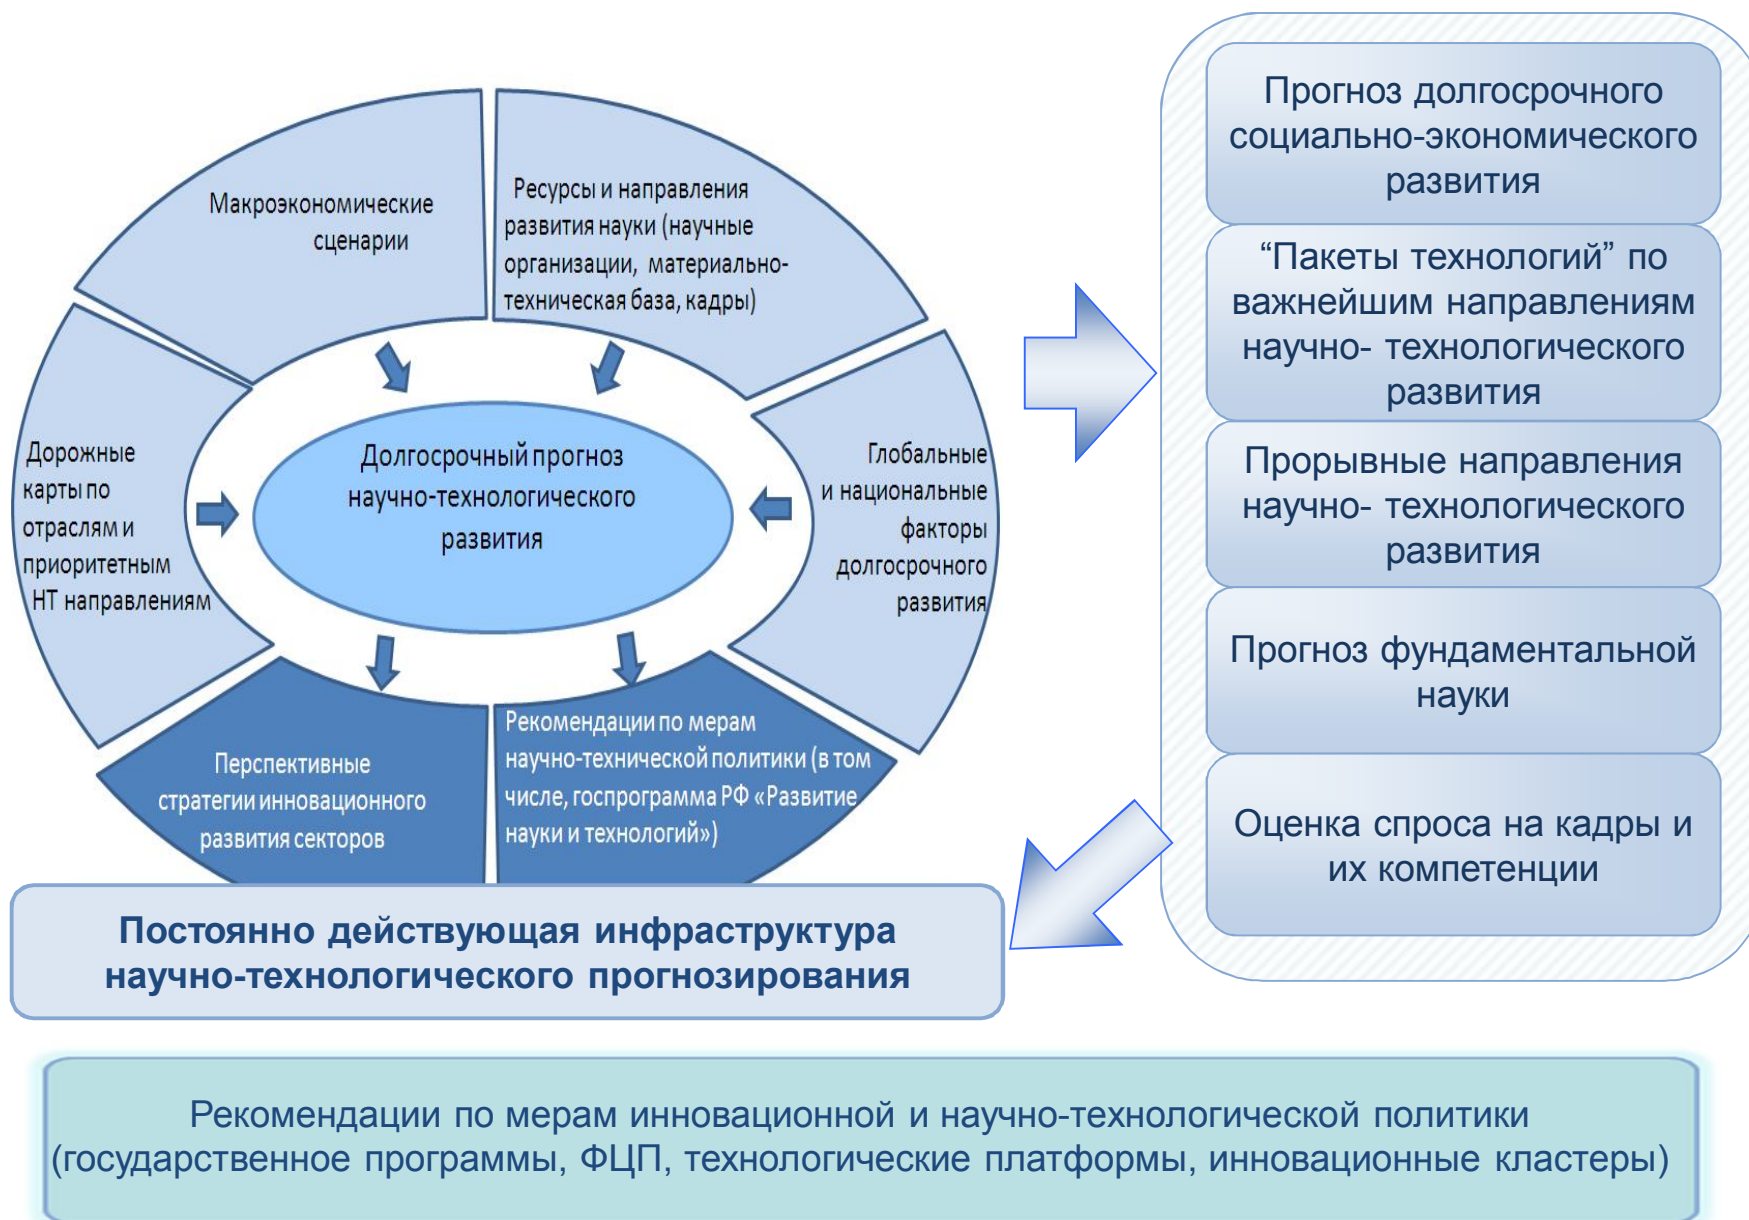 Макроэкономические
сценарии
Ресурсы и направления
развития науки (научные
организации, материально-
техническая база, кадры)
Дорожные
карты по
отраслям и
приоритетным
НТ направлениям
Долгосрочный прогноз
научно-технологического
развития
Глобальные
и национальные
факторы
долгосрочного
развития
Перспективные
стратегии инновационного
развития секторов
Рекомендации по мерам
научно-технической политики (в том
числе, госпрограмма РФ «Развитие
науки и технологий»)
Постоянно действующая инфраструктура
научно-технологического прогнозирования
Прогноз долгосрочного
социально-экономического
развития
“Пакеты технологий” по
важнейшим направлениям
научно- технологического
развития
Прорывные направления
научно- технологического
развития
Прогноз фундаментальной
науки
Оценка спроса на кадры и
их компетенции
Рекомендации по мерам инновационной и научно-технологической политики
(государственное программы, ФЦП, технологические платформы, инновационные кластеры)